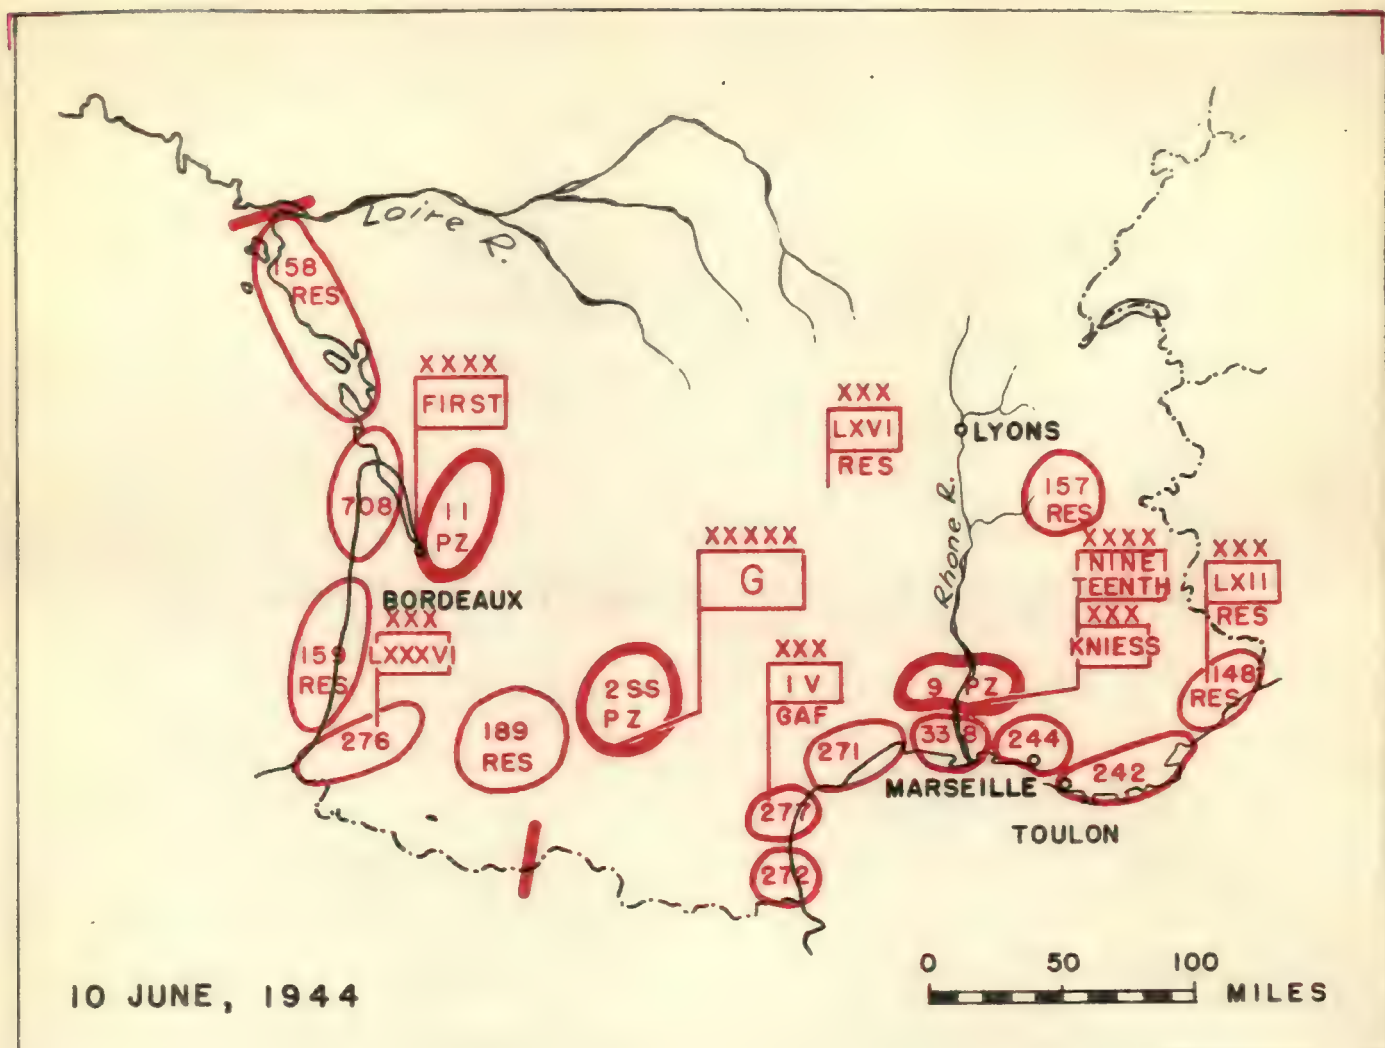 Loire R.
158
RES
XXXX
FIRST
XXX
LXVI
RES
LYONS
708
11
PZ
Rhone R.
157
RES
XXXXX
G
XXXX
NINE
TEENTH
XXX
KNIESS
XXX
LXII
RES
BORDEAUX
XXX
LXXXVI
159
RES
276
189
RES
2 SS
PZ
XXX
IV
GAF
9 PZ
148
RES
271
338
244
242
MARSEILLE
277
TOULON
272
10 JUNE, 1944
0 50 100
MILES